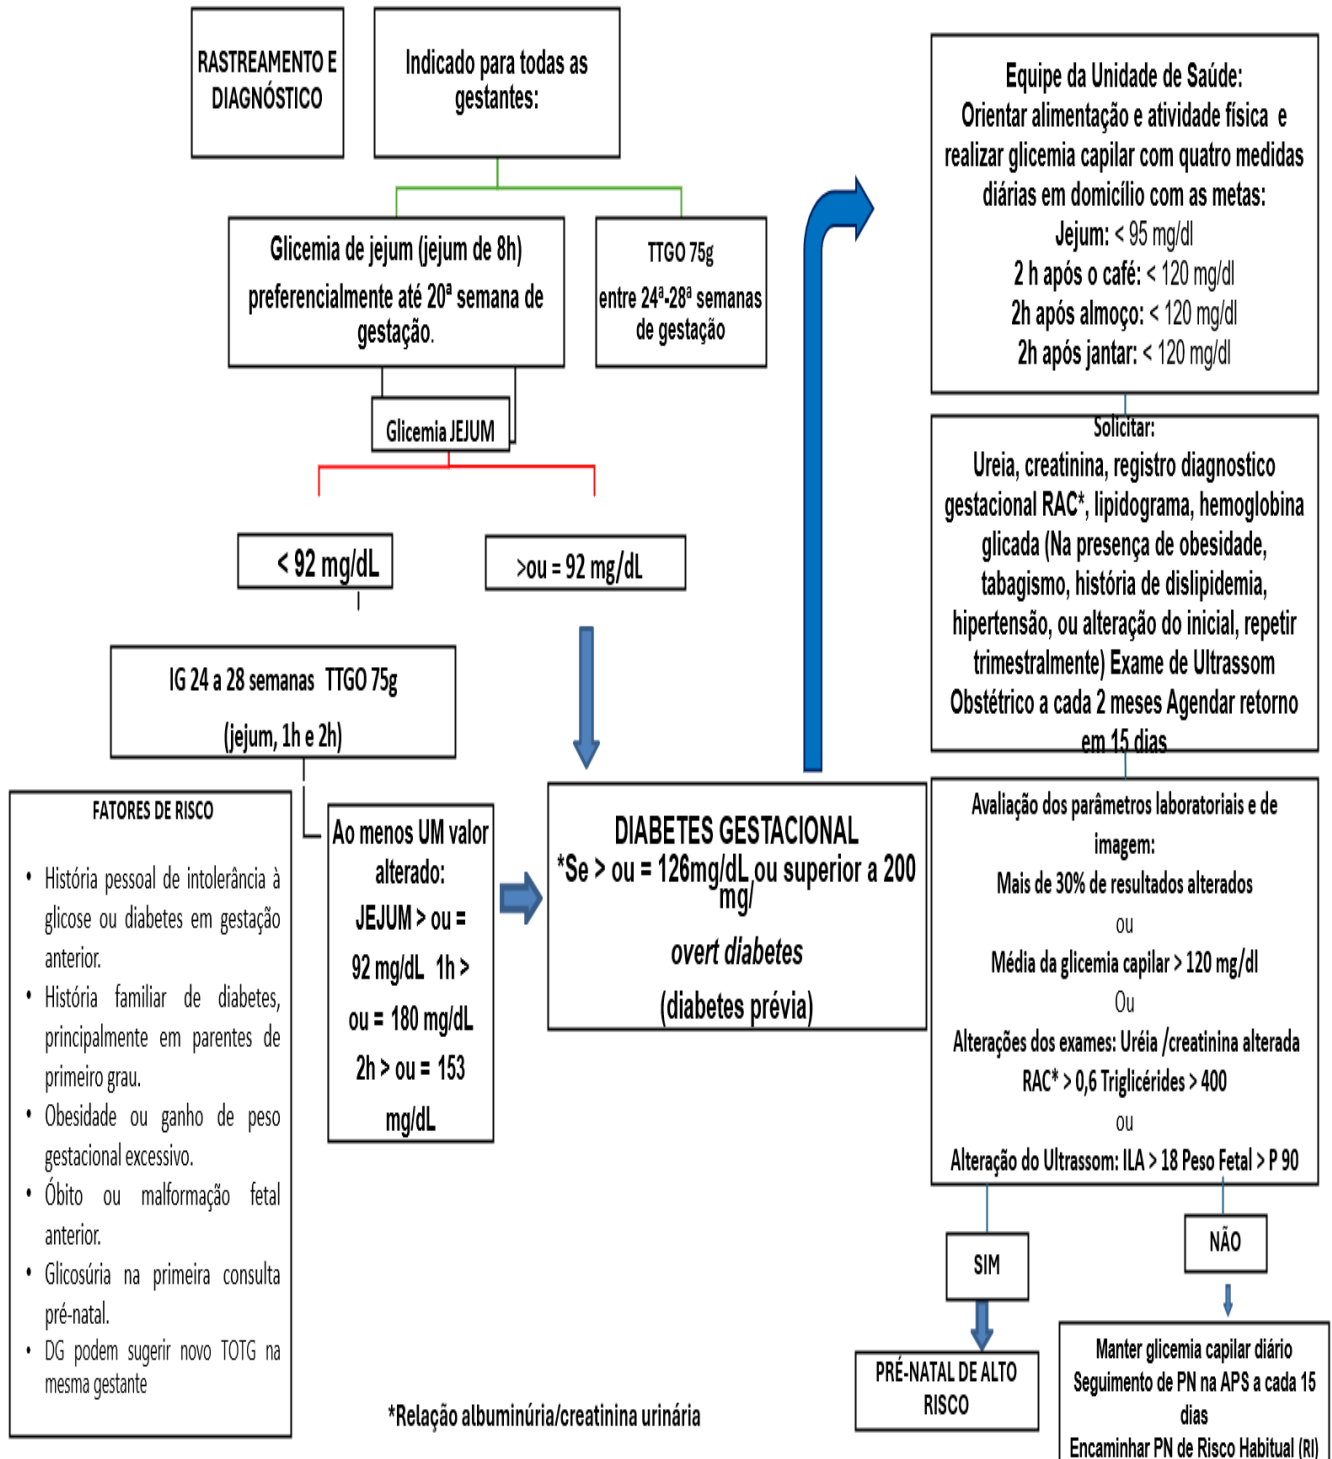 RASTREAMENTO E
DIAGNÓSTICO
Indicado para todas as
gestantes:
Glicemia de jejum (jejum de 8h)
preferencialmente até 20ª semana de
gestação.
TTGO 75g
entre 24ª-28ª semanas
de gestação
Glicemia JEJUM
< 92 mg/dL
>ou = 92 mg/dL
IG 24 a 28 semanas TTGO 75g
(jejum, 1h e 2h)
FATORES DE RISCO
• História pessoal de intolerância à
glicose ou diabetes em gestação
anterior.
• História familiar de diabetes,
principalmente em parentes de
primeiro grau.
• Obesidade ou ganho de peso
gestacional excessivo.
• Óbito ou malformação fetal
anterior.
• Glicosúria na primeira consulta
pré-natal.
• DG podem sugerir novo TOTG na
mesma gestante
Ao menos UM valor
alterado:
JEJUM > ou =
92 mg/dL 1h >
ou = 180 mg/dL
2h > ou = 153
mg/dL
DIABETES GESTACIONAL
*Se > ou = 126mg/dL ou superior a 200
mg/
overt diabetes
(diabetes prévia)
*Relação albuminúria/creatinina urinária
Equipe da Unidade de Saúde:
Orientar alimentação e atividade física e
realizar glicemia capilar com quatro medidas
diárias em domicílio com as metas:
Jejum: < 95 mg/dl
2 h após o café: < 120 mg/dl
2h após almoço: < 120 mg/dl
2h após jantar: < 120 mg/dl
Solicitar:
Ureia, creatinina, registro diagnostico
gestacional RAC*, lipidograma, hemoglobina
glicada (Na presença de obesidade,
tabagismo, história de dislipidemia,
hipertensão, ou alteração do inicial, repetir
trimestralmente) Exame de Ultrassom
Obstétrico a cada 2 meses Agendar retorno
em 15 dias
Avaliação dos parâmetros laboratoriais e de
imagem:
Mais de 30% de resultados alterados
ou
Média da glicemia capilar > 120 mg/dl
Ou
Alterações dos exames: Uréia /creatinina alterada
RAC* > 0,6 Triglicérides > 400
ou
Alteração do Ultrassom: ILA > 18 Peso Fetal > P 90
SIM
NÃO
PRÉ-NATAL DE ALTO
RISCO
Manter glicemia capilar diário
Seguimento de PN na APS a cada 15
dias
Encaminhar PN de Risco Habitual (RI)